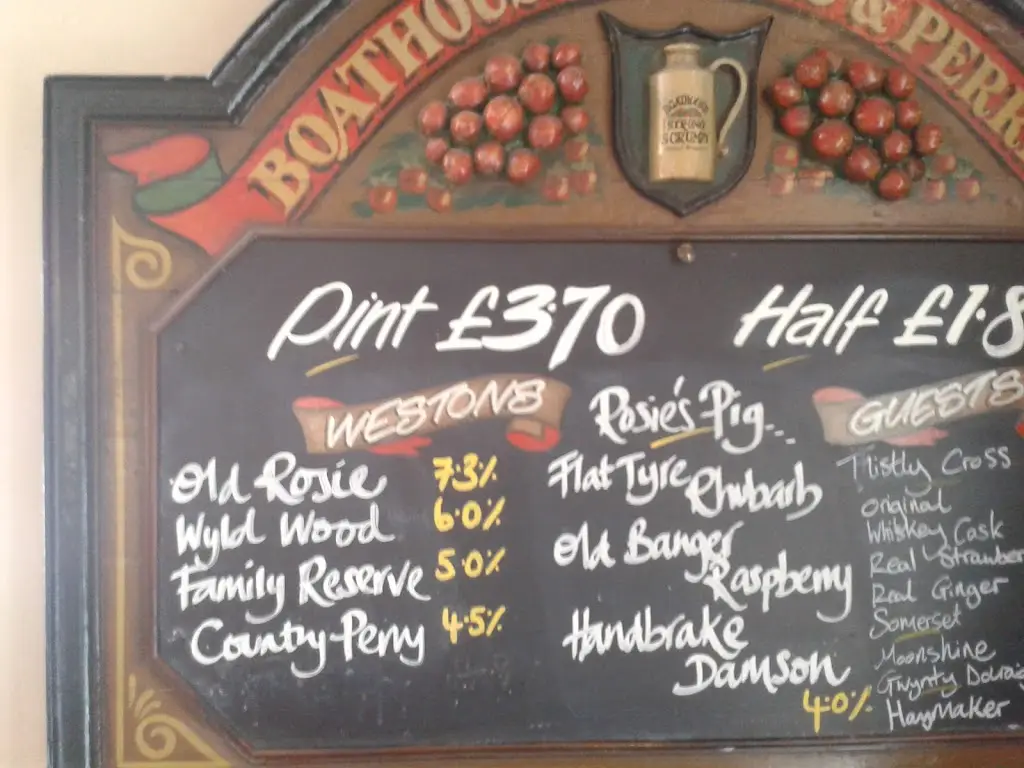 BOATHOUS & PERR
Pint £3.70
Half £1.8
WESTONS
Old Rosie 7.3%
Wyld Wood 6.0%
Family Reserve 5.0%
Country Perry 4.5%
Rosie's Pig...
Flat Tyre
Rhubarb
Old Banger
Raspberry
Handbrake
Damson
4.0%
GUESTS
Thistly Cross
original
Whiskey Cask
Real Strawber
Real Ginger
Somerset
Moonshine
Gwynty
HayMaker